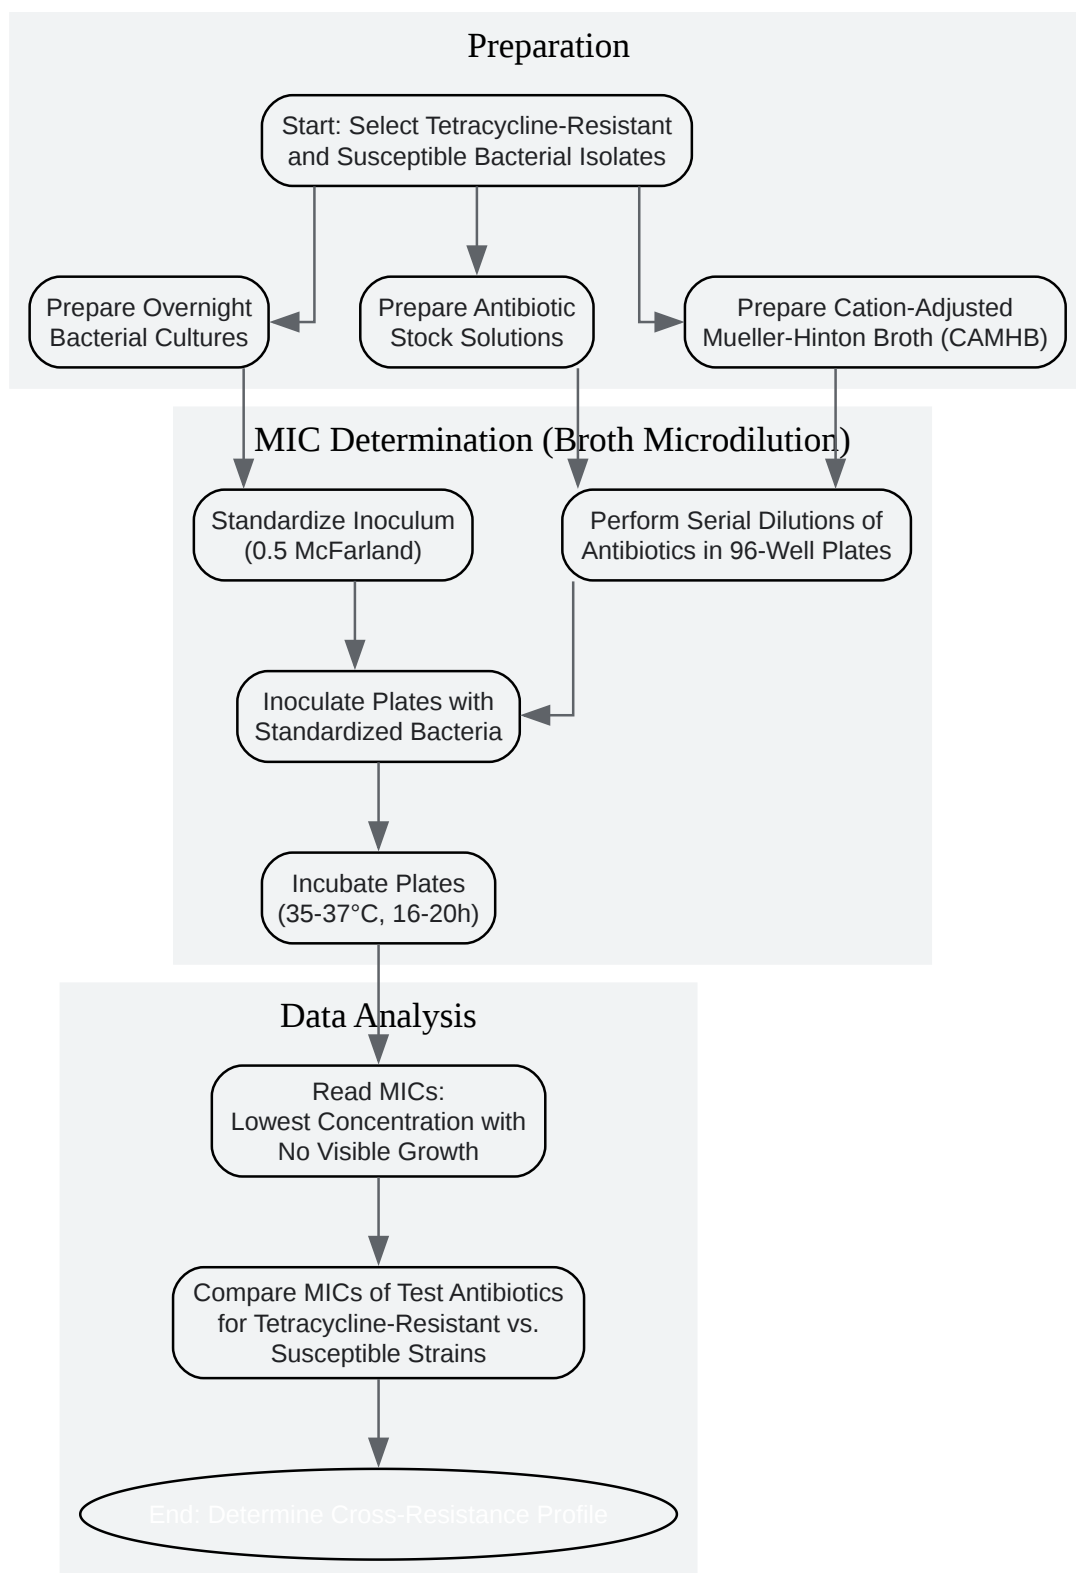 Preparation
Start: Select Tetracycline-Resistant
and Susceptible Bacterial Isolates
Prepare Overnight
Bacterial Cultures
Prepare Antibiotic
Stock Solutions
Prepare Cation-Adjusted
Mueller-Hinton Broth (CAMHB)
MIC Determination (Broth Microdilution)
Standardize Inoculum
(0.5 McFarland)
Perform Serial Dilutions of
Antibiotics in 96-Well Plates
Inoculate Plates with
Standardized Bacteria
Incubate Plates
(35-37°C, 16-20h)
Data Analysis
Read MICs:
Lowest Concentration with
No Visible Growth
Compare MICs of Test Antibiotics
for Tetracycline-Resistant vs.
Susceptible Strains
End: Determine Cross-Resistance Profile